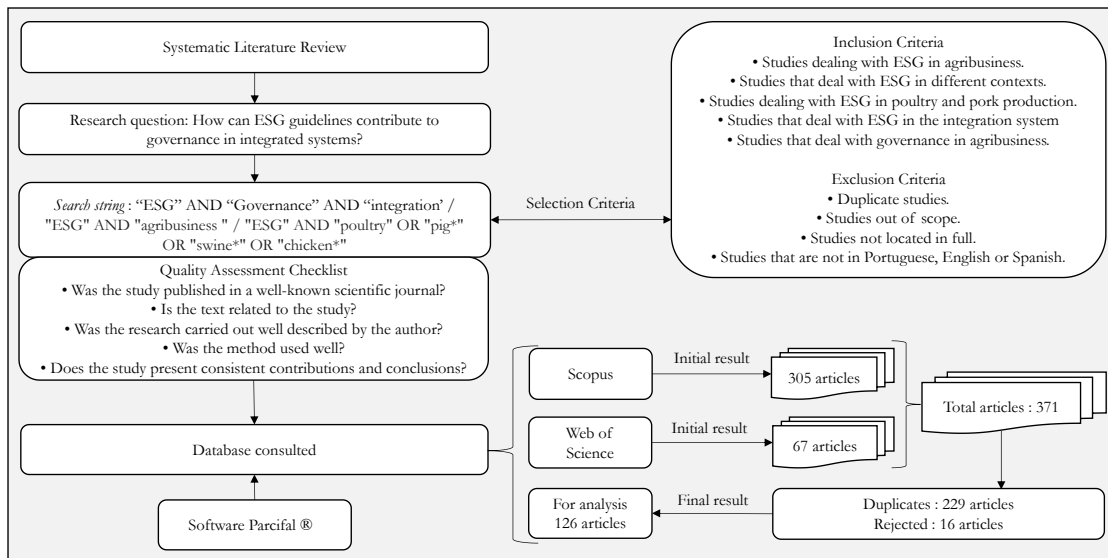 Systematic Literature Review
Research question: How can ESG guidelines contribute to
governance in integrated systems?
Search string : “ESG” AND “Governance” AND “integration’ /
"ESG" AND "agribusiness " / "ESG" AND "poultry" OR "pig*"
OR "swine*" OR "chicken*"
Selection Criteria
Inclusion Criteria
• Studies dealing with ESG in agribusiness.
• Studies that deal with ESG in different contexts.
• Studies dealing with ESG in poultry and pork production.
• Studies that deal with ESG in the integration system
• Studies that deal with governance in agribusiness.
Exclusion Criteria
• Duplicate studies.
• Studies out of scope.
• Studies not located in full.
• Studies that are not in Portuguese, English or Spanish.
Quality Assessment Checklist
• Was the study published in a well-known scientific journal?
• Is the text related to the study?
• Was the research carried out well described by the author?
• Was the method used well?
• Does the study present consistent contributions and conclusions?
Database consulted
Software Parcifal ®
Scopus
Initial result
305 articles
Web of
Science
Initial result
67 articles
Total articles : 371
Duplicates : 229 articles
Rejected : 16 articles
Final result
For analysis
126 articles